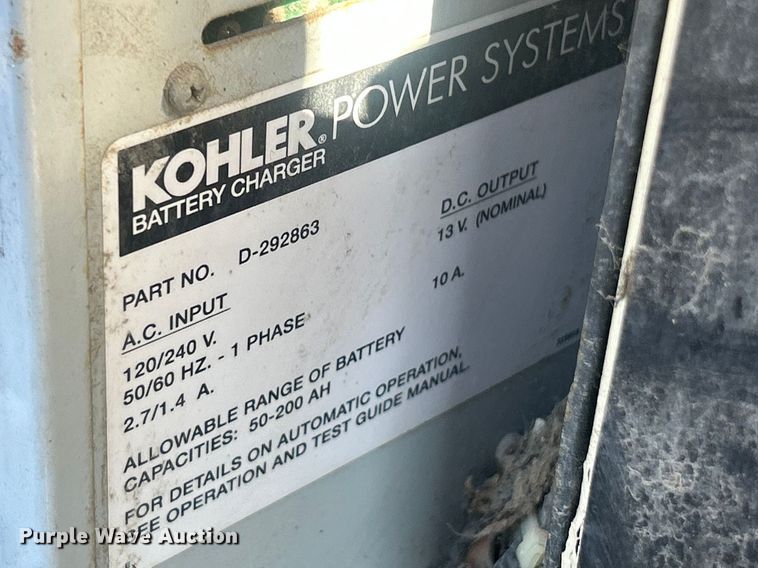 KOHLER® POWER SYSTEMS
BATTERY CHARGER
PART NO. D-292863
A.C. INPUT
120/240 V.
50/60 HZ. - 1 PHASE
2.7/1.4 A.
D.C. OUTPUT
13 V. (NOMINAL)
10 A.
ALLOWABLE RANGE OF BATTERY
CAPACITIES: 50-200 AH
FOR DETAILS ON AUTOMATIC OPERATION,
SEE OPERATION AND TEST GUIDE MANUAL.
Purple Wave Auction